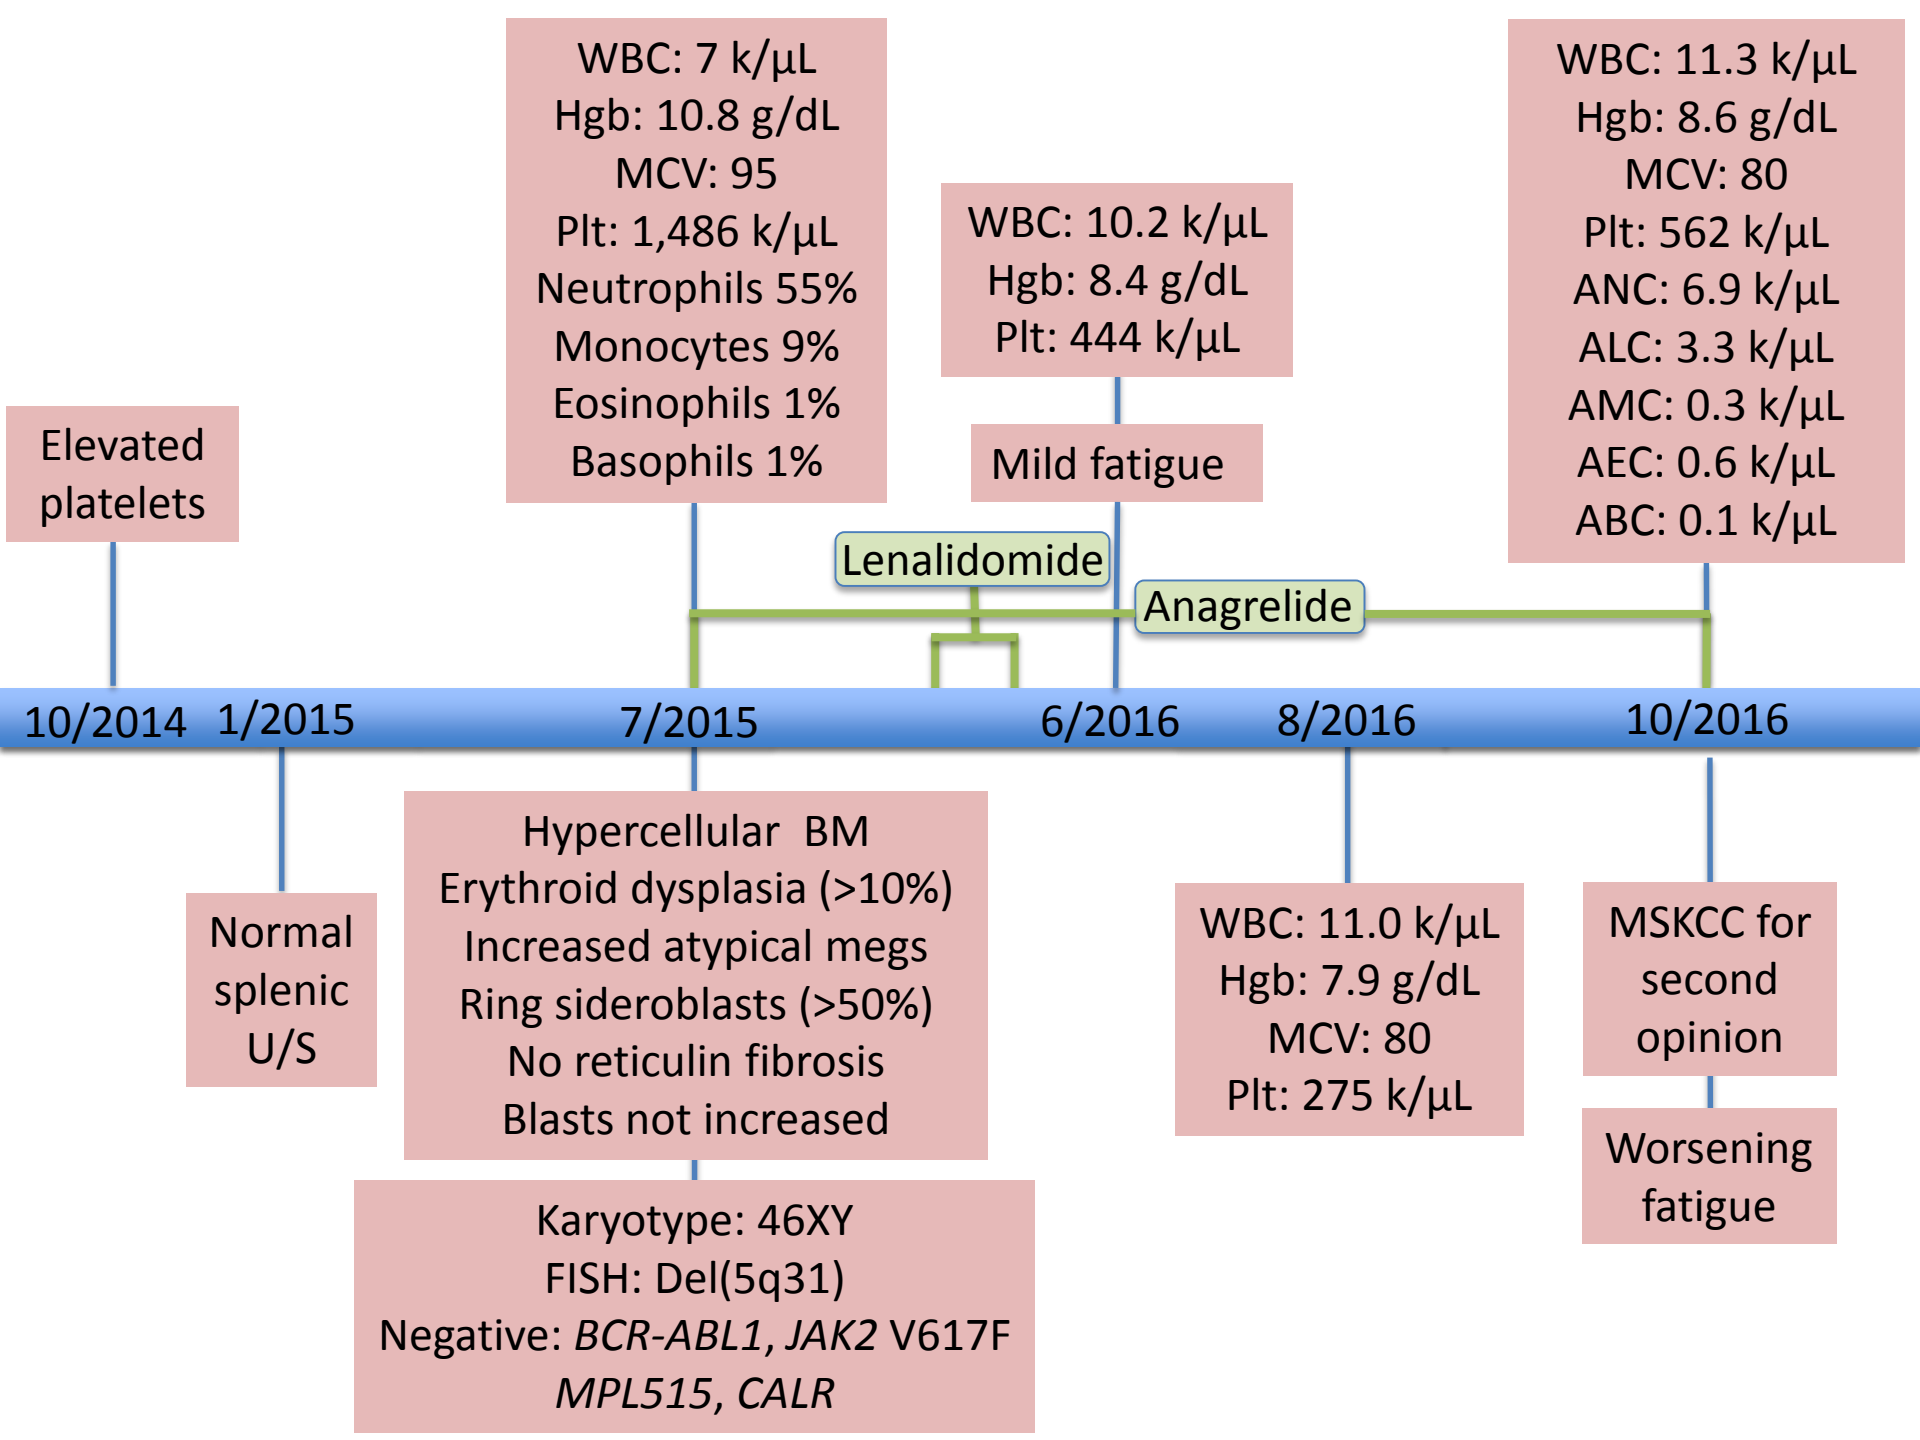 Elevated
platelets
WBC: 7 k/µL
Hgb: 10.8 g/dL
MCV: 95
Plt: 1,486 k/µL
Neutrophils 55%
Monocytes 9%
Eosinophils 1%
Basophils 1%
WBC: 10.2 k/µL
Hgb: 8.4 g/dL
Plt: 444 k/µL
Mild fatigue
WBC: 11.3 k/µL
Hgb: 8.6 g/dL
MCV: 80
Plt: 562 k/µL
ANC: 6.9 k/µL
ALC: 3.3 k/µL
AMC: 0.3 k/µL
AEC: 0.6 k/µL
ABC: 0.1 k/µL
Lenalidomide
Anagrelide
10/2014 1/2015 7/2015 6/2016 8/2016 10/2016
Normal
splenic
U/S
Hypercellular BM
Erythroid dysplasia (>10%)
Increased atypical megs
Ring sideroblasts (>50%)
No reticulin fibrosis
Blasts not increased
Karyotype: 46XY
FISH: Del(5q31)
Negative: BCR-ABL1, JAK2 V617F
MPL515, CALR
WBC: 11.0 k/µL
Hgb: 7.9 g/dL
MCV: 80
Plt: 275 k/µL
MSKCC for
second
opinion
Worsening
fatigue